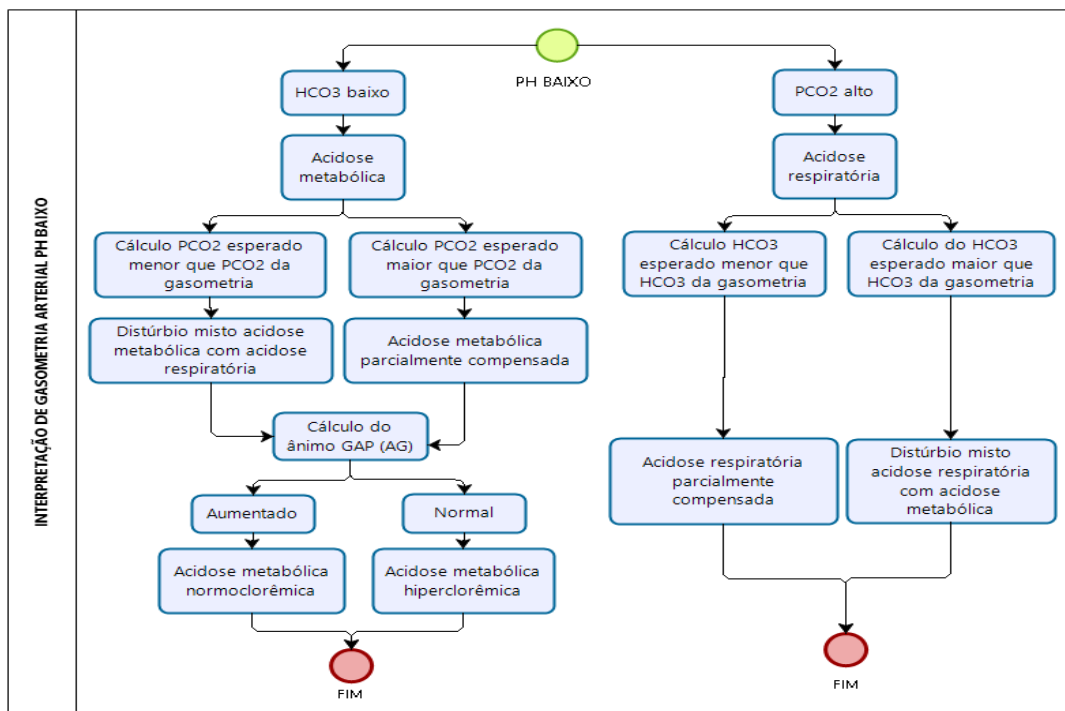 INTERPRETAÇÃO DE GASOMETRIA ARTERIAL PH BAIXO
PH BAIXO
HCO3 baixo
Acidose
metabólica
Cálculo PCO2 esperado
menor que PCO2 da
gasometria
Cálculo PCO2 esperado
maior que PCO2 da
gasometria
Distúrbio misto acidose
metabólica com acidose
respiratória
Acidose metabólica
parcialmente compensada
Cálculo do
ânimo GAP (AG)
Aumentado
Normal
Acidose metabólica
normoclorêmica
Acidose metabólica
hiperclorêmica
FIM
PCO2 alto
Acidose
respiratória
Cálculo HCO3
esperado menor que
HCO3 da gasometria
Cálculo do HCO3
esperado maior que
HCO3 da gasometria
Acidose respiratória
parcialmente
compensada
Distúrbio misto
acidose respiratória
com acidose
metabólica
FIM